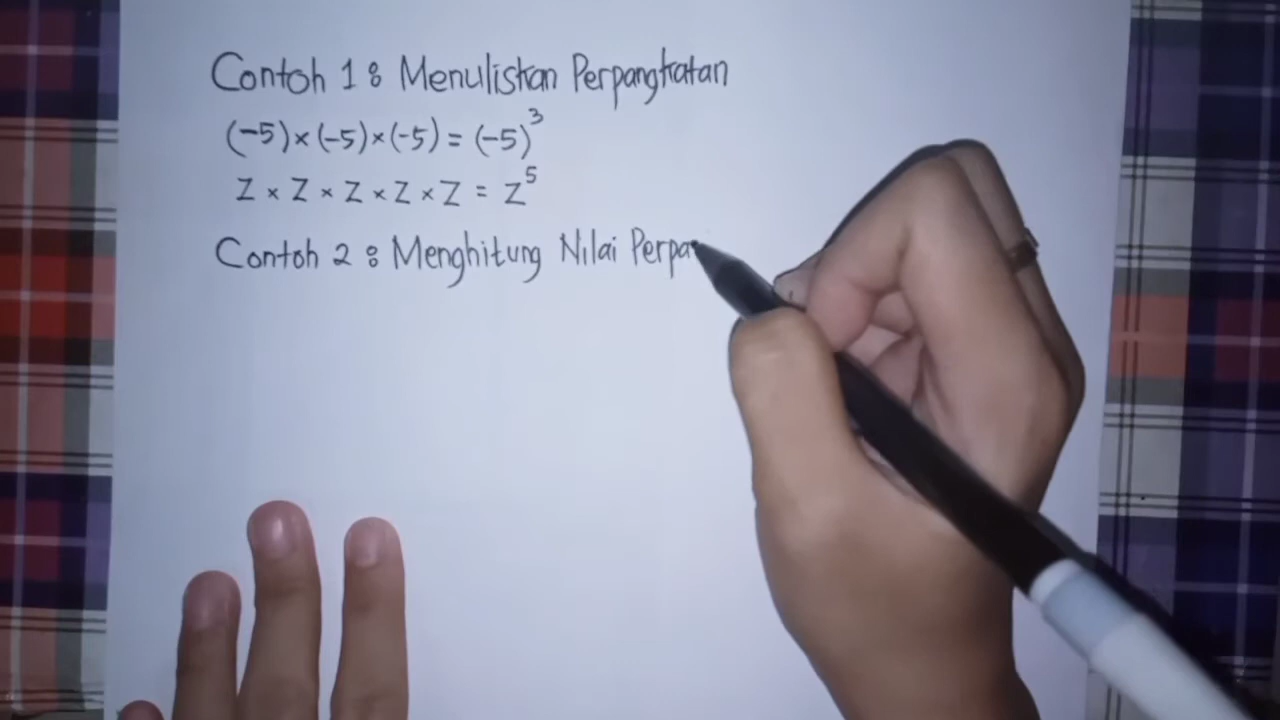 Contoh 1 : Menuliskan Perpangkatan
(-5)×(-5)×(-5) = (-5)³
Z × Z × Z × Z × Z = Z⁵
Contoh 2 : Menghitung Nilai Perpa